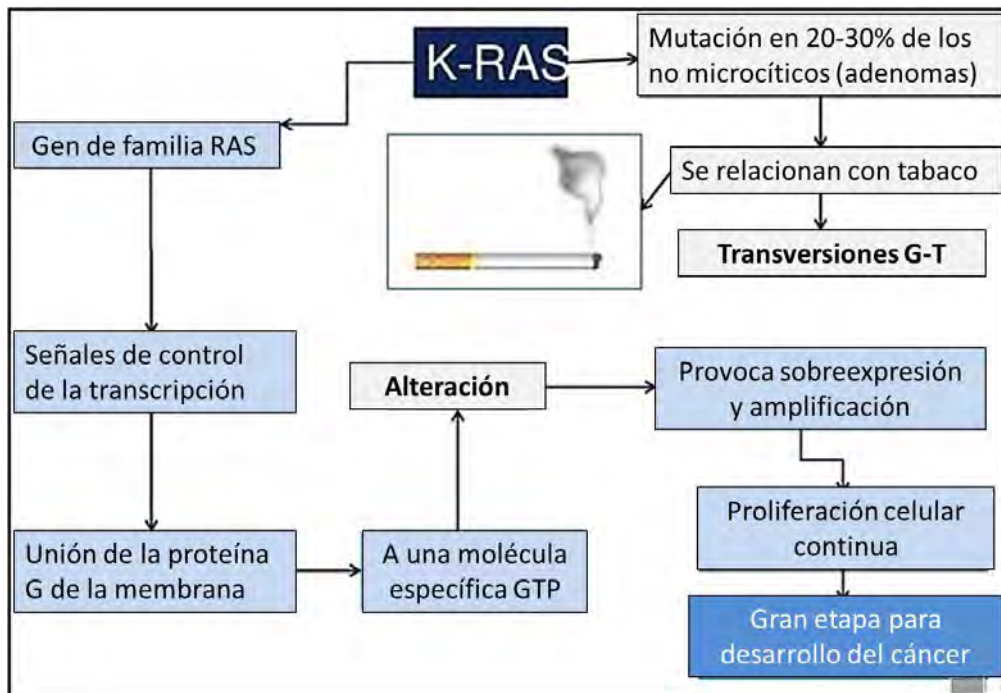 K-RAS
Mutación en 20-30% de los
no microcíticos (adenomas)
Gen de familia RAS
Se relacionan con tabaco
Transversiones G-T
Señales de control
de la transcripción
Alteración
Provoca sobreexpresión
y amplificación
Unión de la proteína
G de la membrana
A una molécula
específica GTP
Proliferación celular
continua
Gran etapa para
desarrollo del cáncer